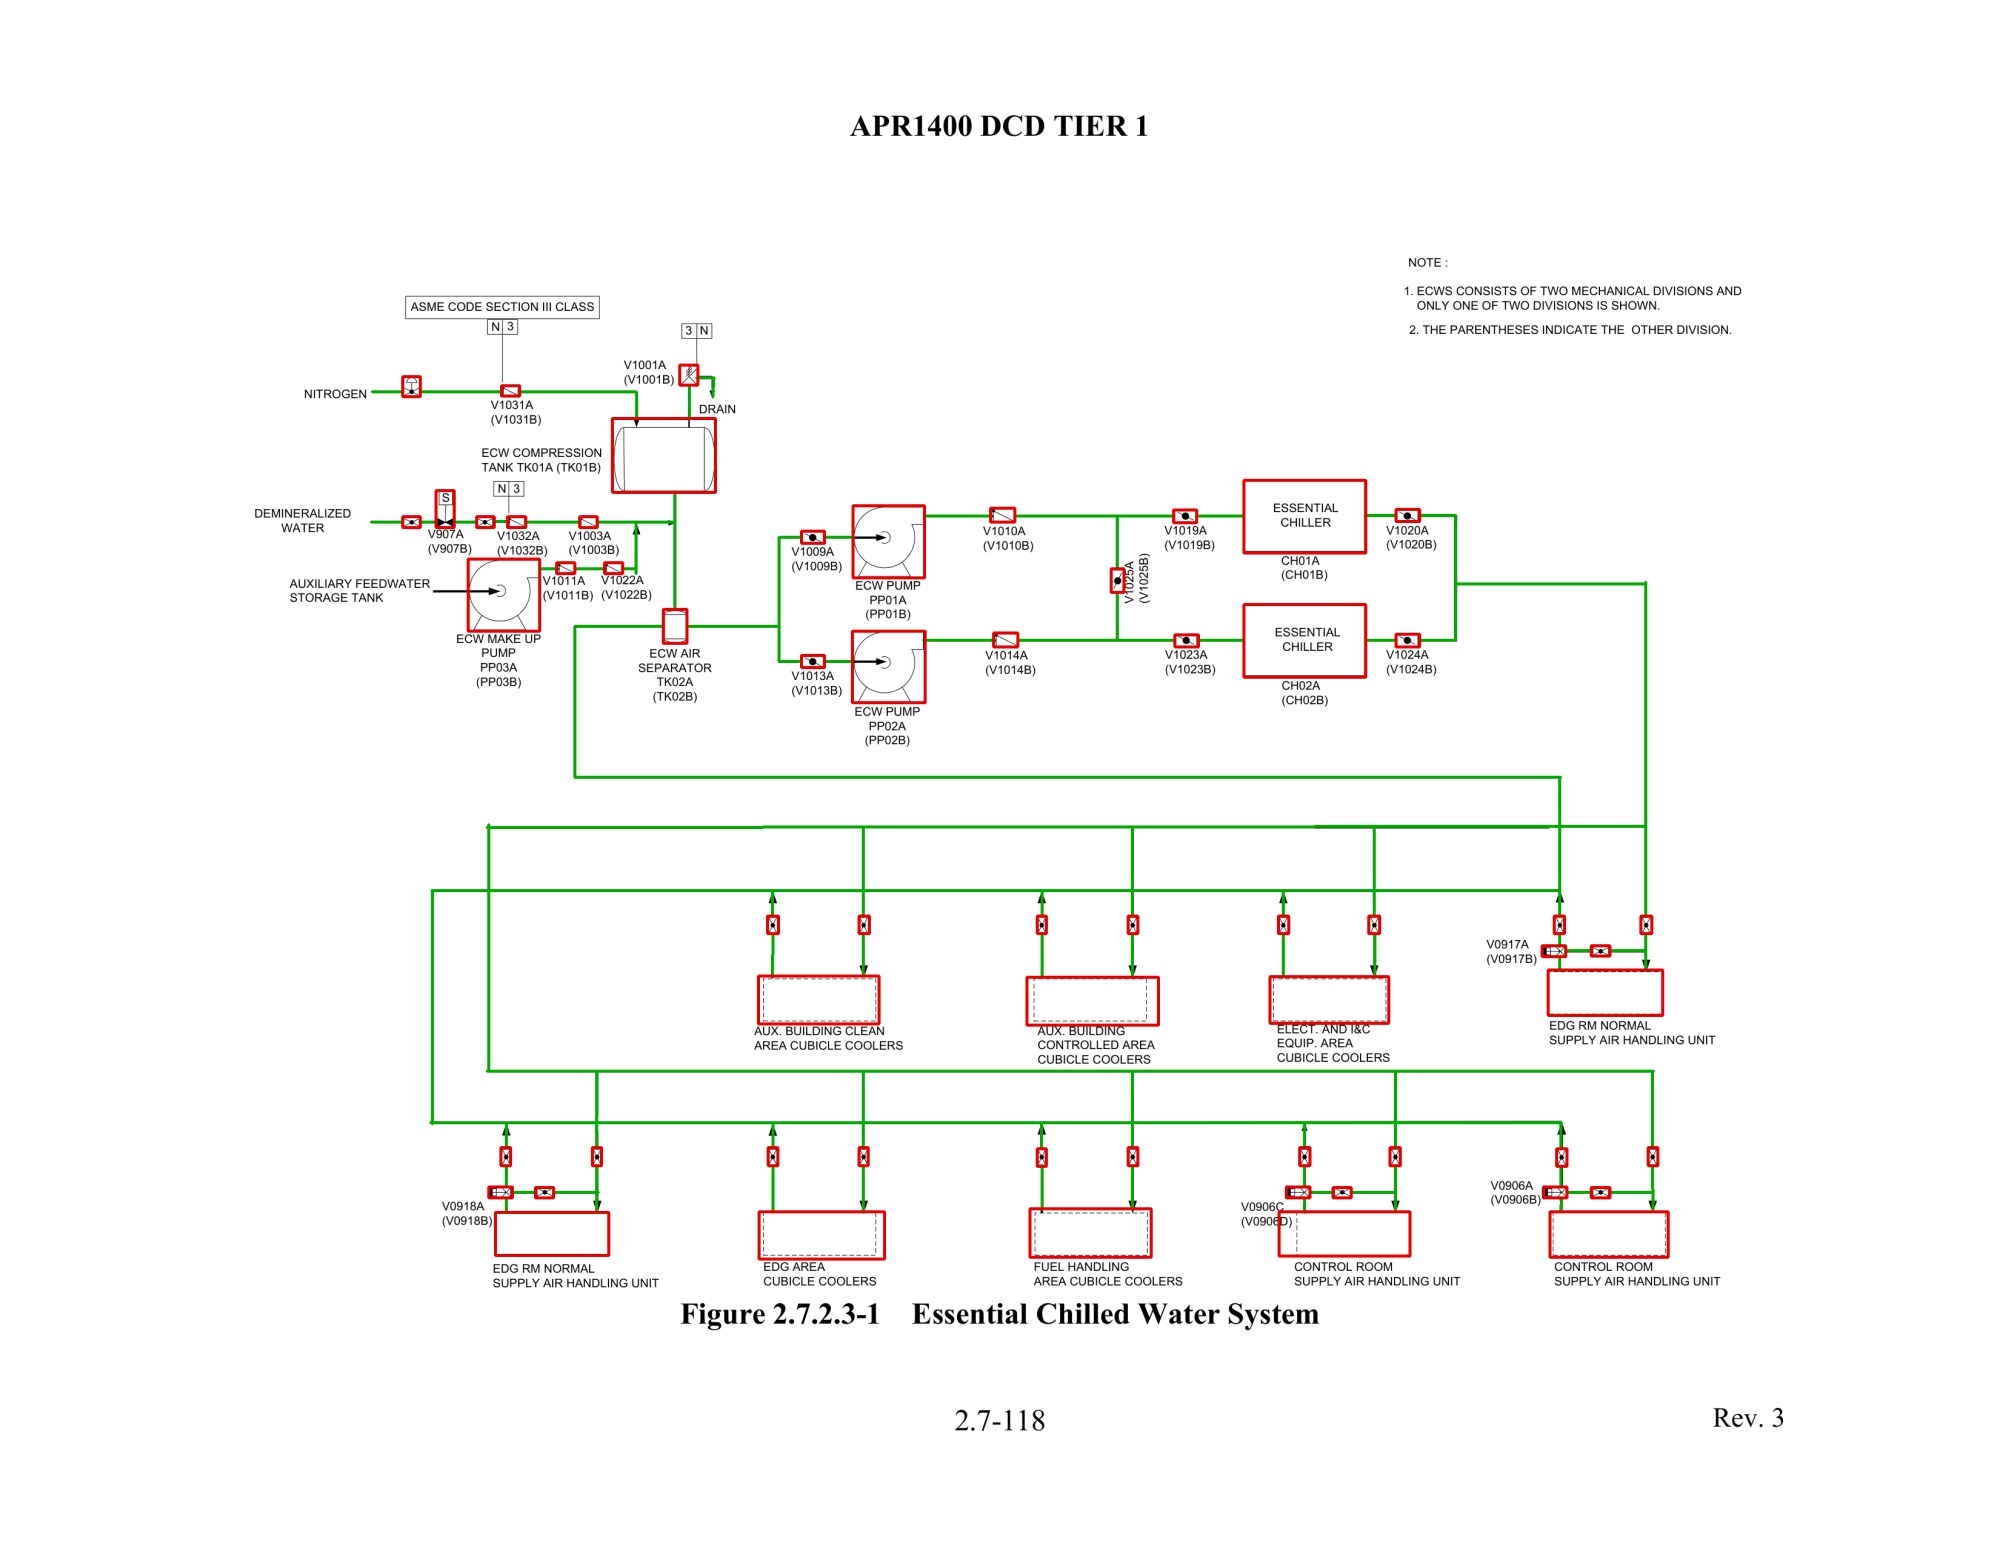 APR1400 DCD TIER 1
NOTE :
1. ECWS CONSISTS OF TWO MECHANICAL DIVISIONS AND
ONLY ONE OF TWO DIVISIONS IS SHOWN.
2. THE PARENTHESES INDICATE THE OTHER DIVISION.
ASME CODE SECTION III CLASS
N 3
3 N
V1001A
(V1001B)
NITROGEN
V1031A
(V1031B)
DRAIN
ECW COMPRESSION
TANK TK01A (TK01B)
S
N 3
DEMINERALIZED
WATER
V907A
(V907B)
V1032A
(V1032B)
V1003A
(V1003B)
AUXILIARY FEEDWATER
STORAGE TANK
V1011A
(V1011B)
V1022A
(V1022B)
ECW MAKE UP
PUMP
PP03A
(PP03B)
ECW AIR
SEPARATOR
TK02A
(TK02B)
V1009A
(V1009B)
ECW PUMP
PP01A
(PP01B)
V1013A
(V1013B)
ECW PUMP
PP02A
(PP02B)
V1010A
(V1010B)
V1014A
(V1014B)
V1025A
(V1025B)
V1019A
(V1019B)
V1023A
(V1023B)
ESSENTIAL
CHILLER
CH01A
(CH01B)
ESSENTIAL
CHILLER
CH02A
(CH02B)
V1020A
(V1020B)
V1024A
(V1024B)
V0917A
(V0917B)
AUX. BUILDING CLEAN
AREA CUBICLE COOLERS
AUX. BUILDING
CONTROLLED AREA
CUBICLE COOLERS
ELECT. AND I&C
EQUIP. AREA
CUBICLE COOLERS
EDG RM NORMAL
SUPPLY AIR HANDLING UNIT
V0918A
(V0918B)
V0906C
(V0906D)
V0906A
(V0906B)
EDG RM NORMAL
SUPPLY AIR HANDLING UNIT
EDG AREA
CUBICLE COOLERS
FUEL HANDLING
AREA CUBICLE COOLERS
CONTROL ROOM
SUPPLY AIR HANDLING UNIT
CONTROL ROOM
SUPPLY AIR HANDLING UNIT
Figure 2.7.2.3-1 Essential Chilled Water System
2.7-118
Rev. 3